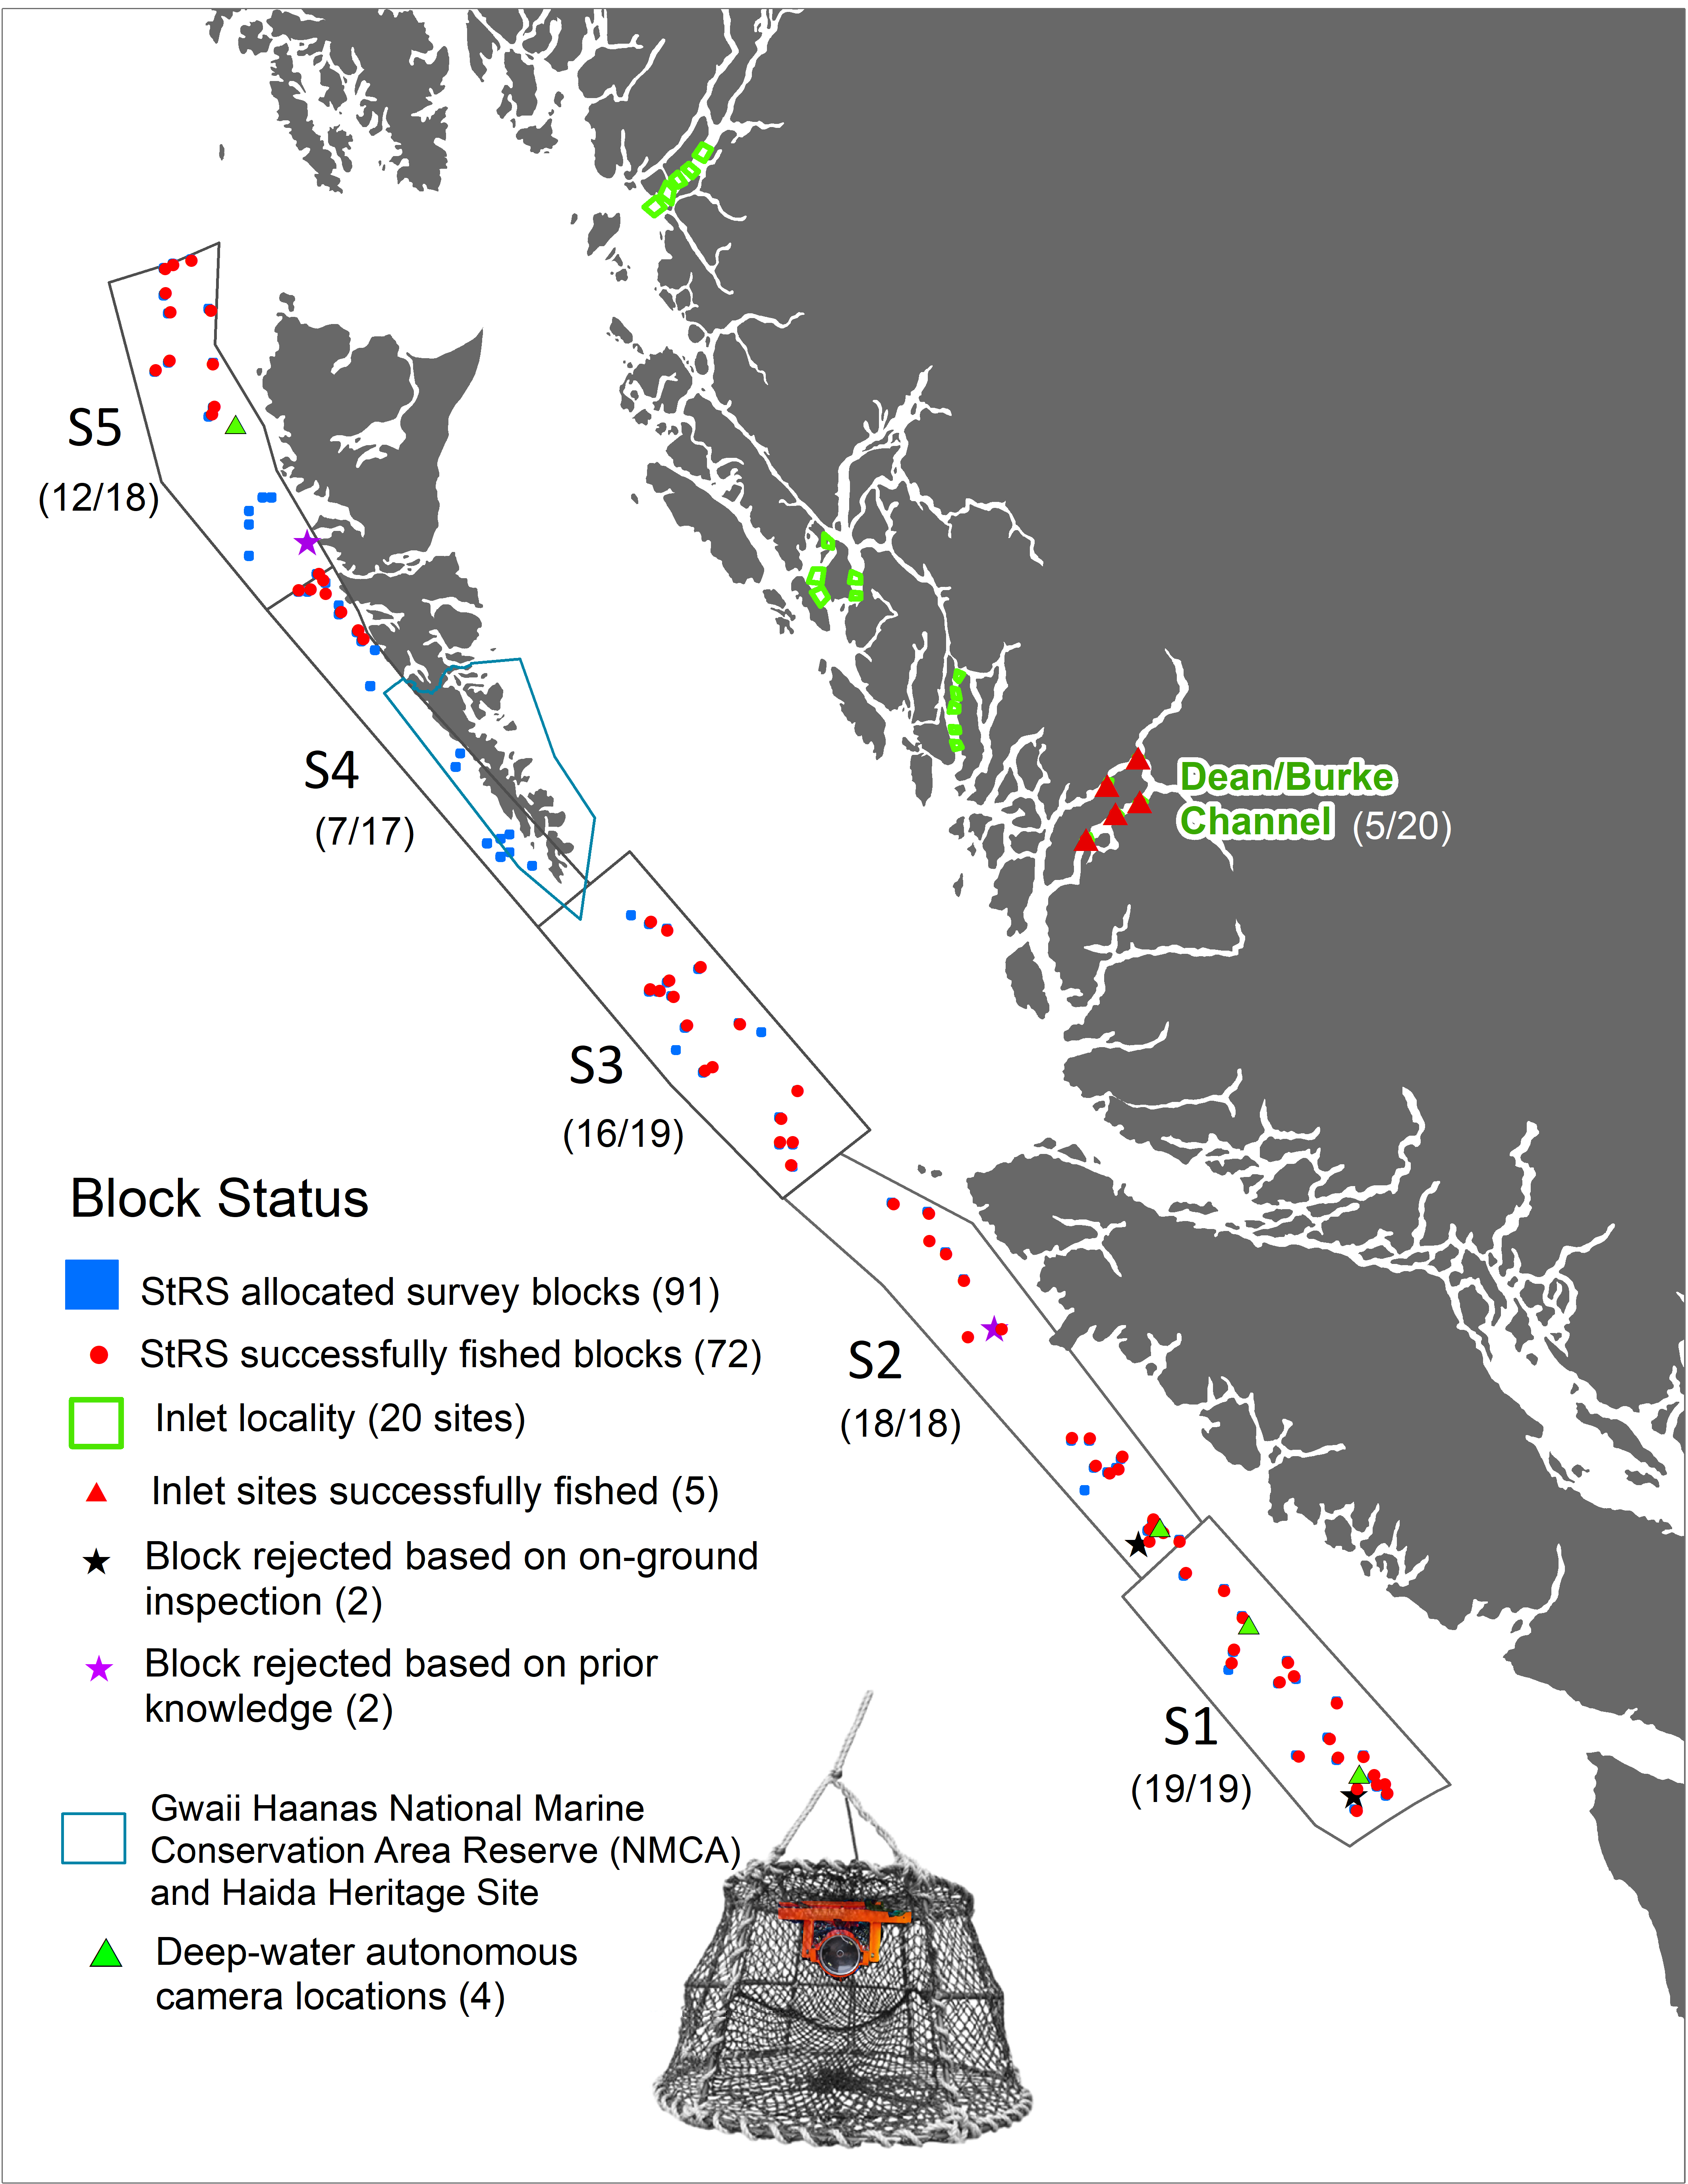 S5
(12/18)
S4
(7/17)
Dean/Burke
Channel (5/20)
S3
(16/19)
S2
(18/18)
S1
(19/19)
Block Status
StRS allocated survey blocks (91)
StRS successfully fished blocks (72)
Inlet locality (20 sites)
Inlet sites successfully fished (5)
Block rejected based on on-ground
inspection (2)
Block rejected based on prior
knowledge (2)
Gwaii Haanas National Marine
Conservation Area Reserve (NMCA)
and Haida Heritage Site
Deep-water autonomous
camera locations (4)